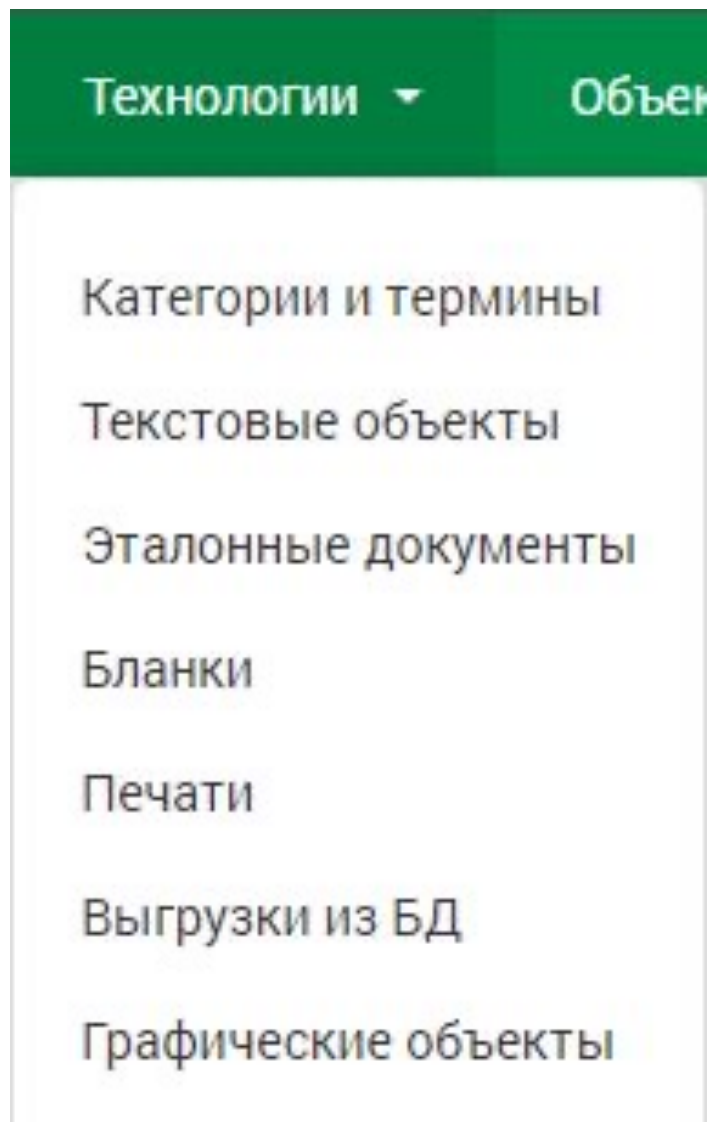 Технологии
Категории и термины
Текстовые объекты
Эталонные документы
Бланки
Печати
Выгрузки из БД
Графические объекты